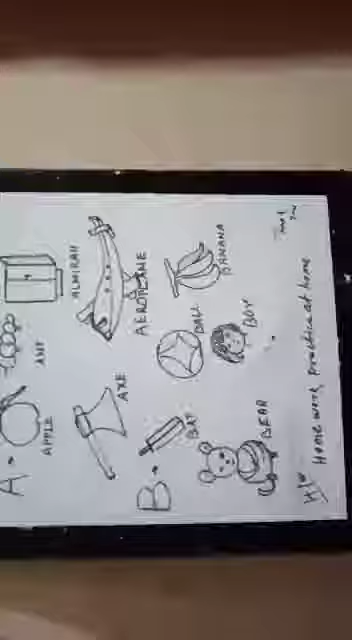 A →
APPLE ANT ALMIRAH
AXE AEROPLANE
B →
BAT BALL BANANA
BEAR BOY
H/W
Home work, practice at home